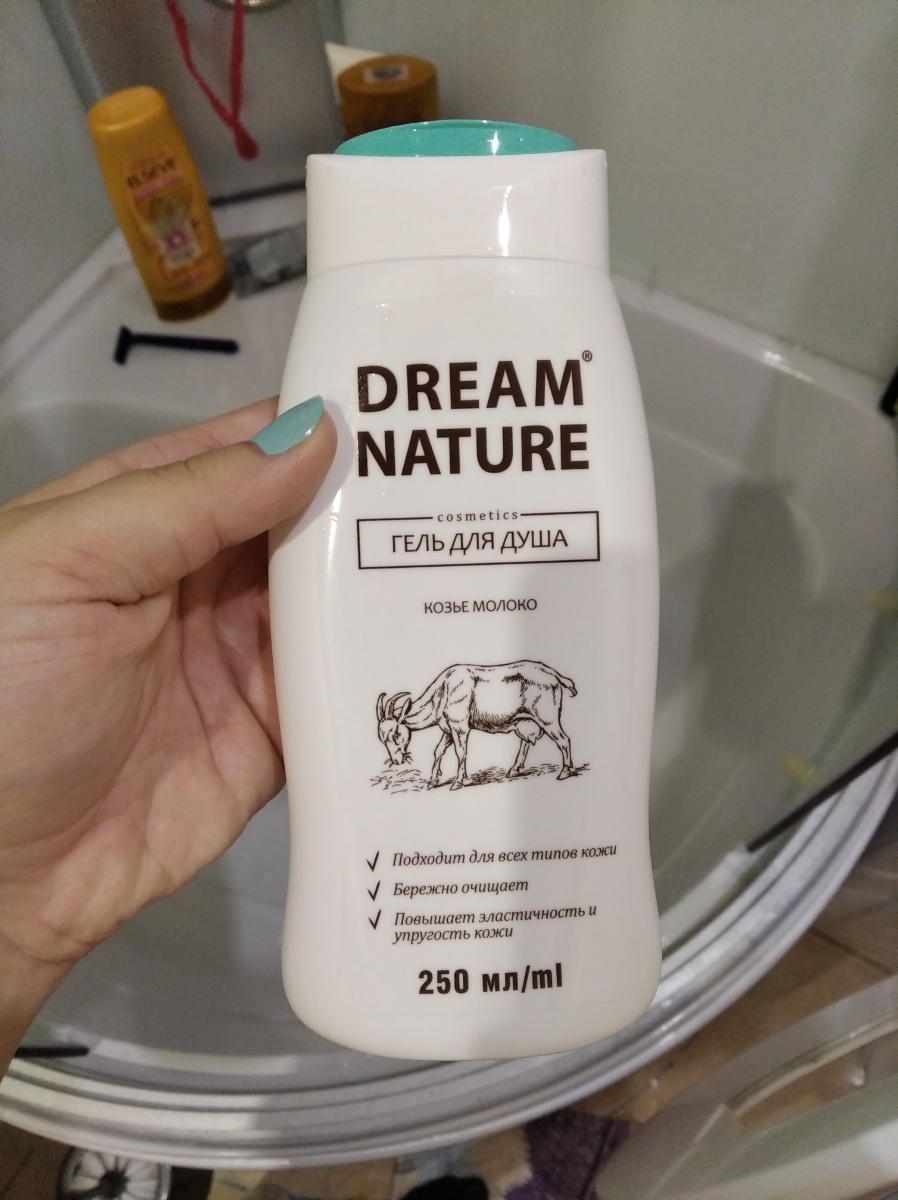 DREAM®
NATURE
cosmetics
ГЕЛЬ ДЛЯ ДУША
КОЗЬЕ МОЛОКО
Подходит для всех типов кожи
Бережно очищает
Повышает эластичность и
упругость кожи
250 мл/ml
ELSEVE